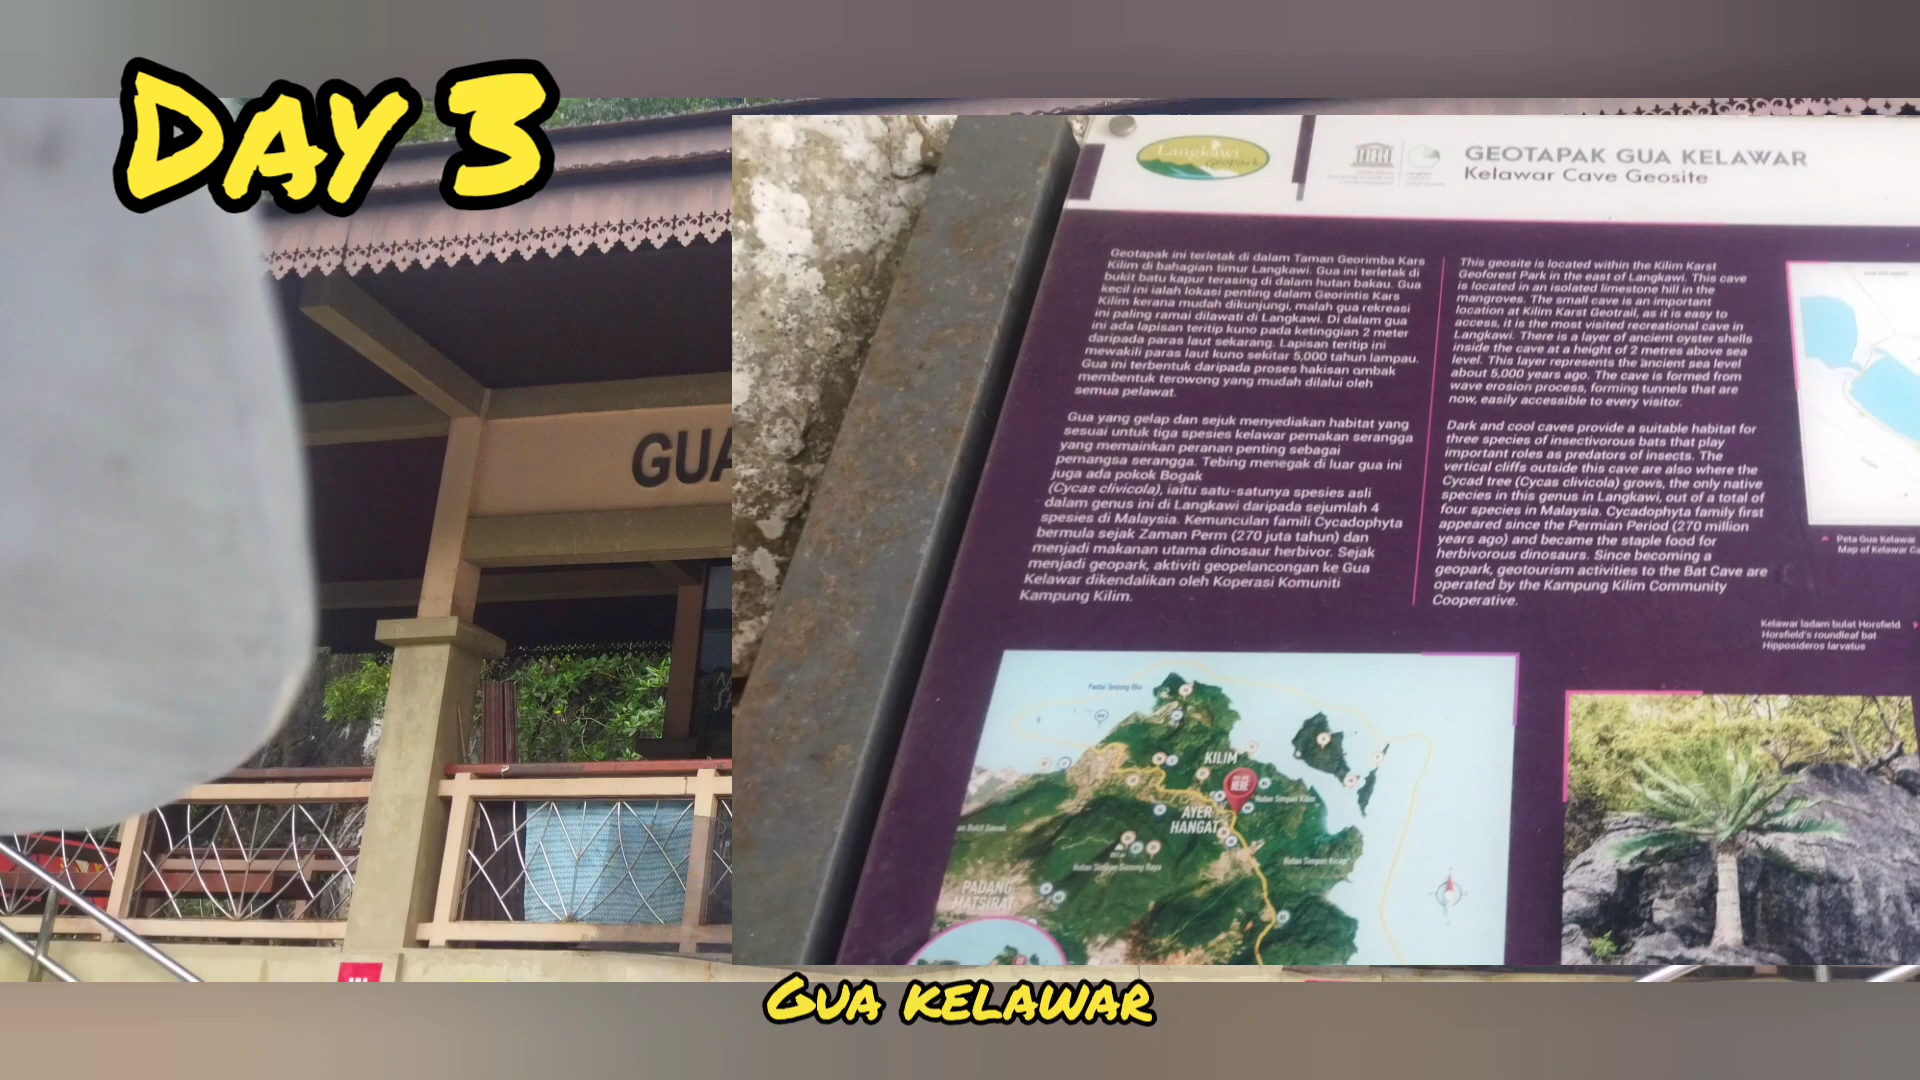 DAY 3
GUA
Langkawi
Geopark
GEOTAPAK GUA KELAWAR
Kelawar Cave Geosite
Geotapak ini terletak di dalam Taman Georimba Kars
Kilim di bahagian timur Langkawi. Gua ini terletak di
bukit batu kapur terasing di dalam hutan bakau. Gua
kecil ini ialah lokasi penting dalam Georintis Kars
Kilim kerana mudah dikunjungi, malah gua rekreasi
ini paling ramai dilawati di Langkawi. Di dalam gua
ini ada lapisan teritip kuno pada ketinggian 2 meter
daripada paras laut sekarang. Lapisan teritip ini
mewakili paras laut kuno sekitar 5,000 tahun lampau.
Gua ini terbentuk daripada proses hakisan ombak
membentuk terowong yang mudah dilalui oleh
semua pelawat.
Gua yang gelap dan sejuk menyediakan habitat yang
sesuai untuk tiga spesies kelawar pemakan serangga
yang memainkan peranan penting sebagai
pemangsa serangga. Tebing menegak di luar gua ini
juga ada pokok Bogak
(Cycas clivicola), iaitu satu-satunya spesies asli
dalam genus ini di Langkawi daripada sejumlah 4
spesies di Malaysia. Kemunculan famili Cycadophyta
bermula sejak Zaman Perm (270 juta tahun) dan
menjadi makanan utama dinosaur herbivor. Sejak
menjadi geopark, aktiviti geopelancongan ke Gua
Kelawar dikendalikan oleh Koperasi Komuniti
Kampung Kilim.
This geosite is located within the Kilim Karst
Geoforest Park in the east of Langkawi. This cave
is located in an isolated limestone hill in the
mangroves. The small cave is an important
location at Kilim Karst Geotrail, as it is easy to
access, it is the most visited recreational cave in
Langkawi. There is a layer of ancient oyster shells
inside the cave at a height of 2 metres above sea
level. This layer represents the ancient sea level
about 5,000 years ago. The cave is formed from
wave erosion process, forming tunnels that are
now, easily accessible to every visitor.
Dark and cool caves provide a suitable habitat for
three species of insectivorous bats that play
important roles as predators of insects. The
vertical cliffs outside this cave are also where the
Cycad tree (Cycas clivicola) grows, the only native
species in this genus in Langkawi, out of a total of
four species in Malaysia. Cycadophyta family first
appeared since the Permian Period (270 million
years ago) and became the staple food for
herbivorous dinosaurs. Since becoming a
geopark, geotourism activities to the Bat Cave are
operated by the Kampung Kilim Community
Cooperative.
Peta Gua Kelawar
Map of Kelawar
Kelawar ladam bulat Horsfield
Horsfield's roundleaf bat
Hipposideros larvatus
Pantai Tanjung Rhu
KILIM
HERE
Hutan Simpan Kilim
AYER
HANGAT
Hutan Simpan Gunung Raya
PADANG
MATSIRAT
GUA KELAWAR